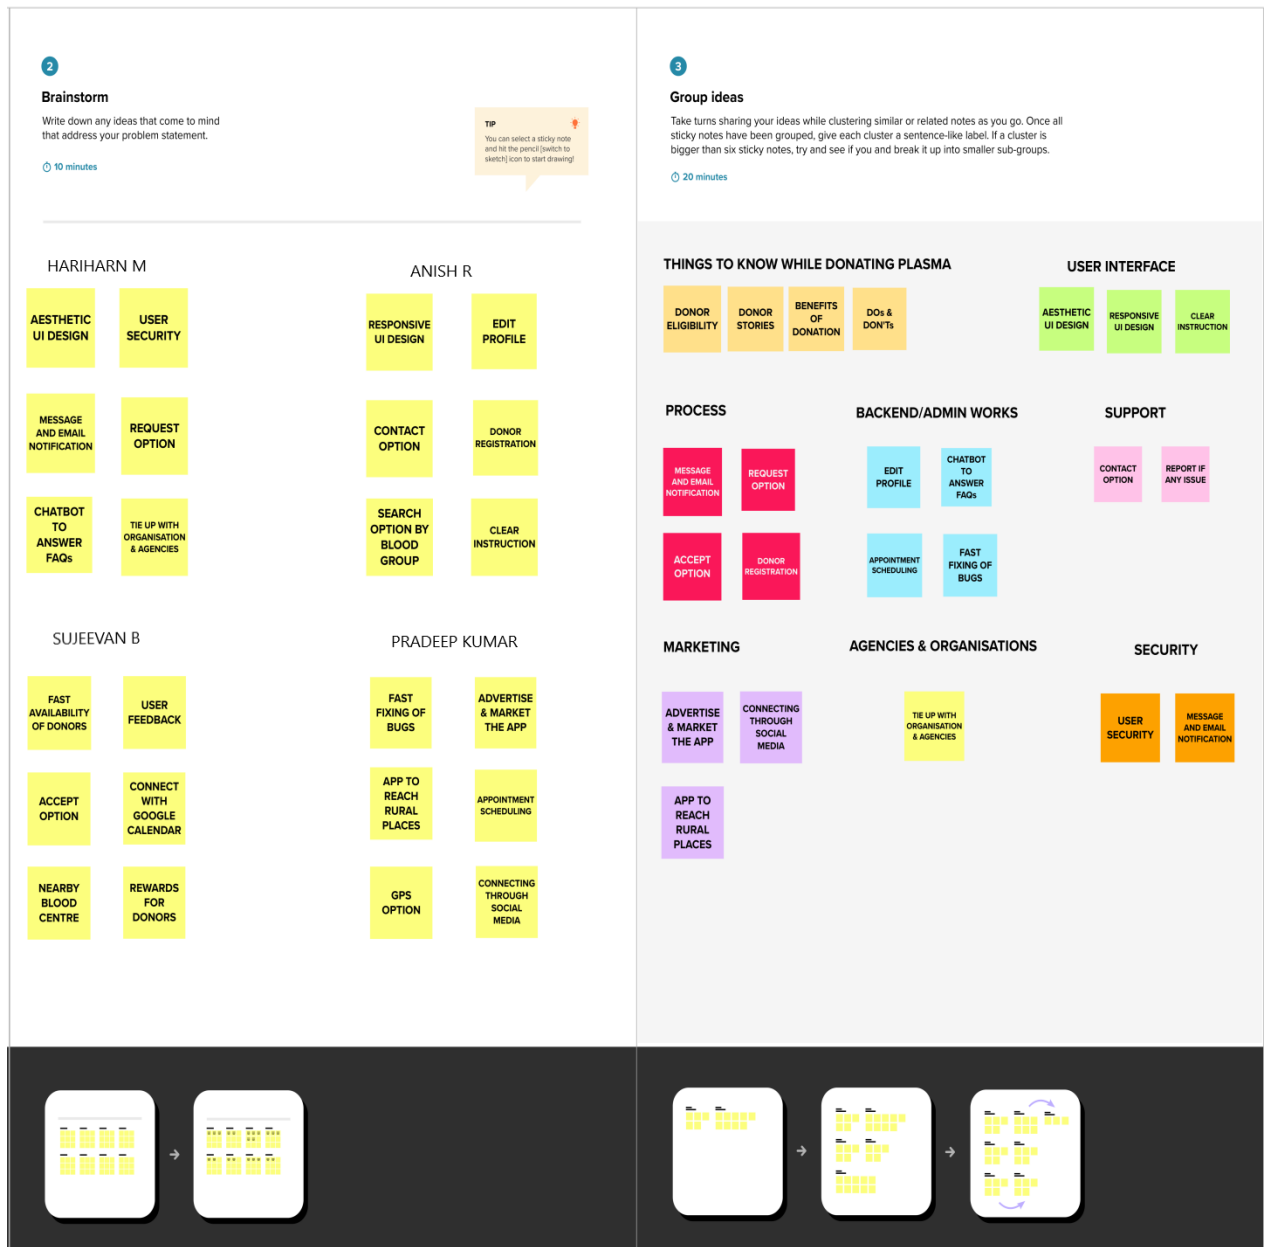 2
Brainstorm
Write down any ideas that come to mind
that address your problem statement.
10 minutes
TIP
You can select a sticky note
and hit the pencil [switch to
sketch] icon to start drawing!
HARIHARN M
AESTHETIC
UI DESIGN
USER
SECURITY
MESSAGE
AND EMAIL
NOTIFICATION
REQUEST
OPTION
CHATBOT
TO
ANSWER
FAQs
TIE UP WITH
ORGANISATION
& AGENCIES
ANISH R
RESPONSIVE
UI DESIGN
EDIT
PROFILE
CONTACT
OPTION
DONOR
REGISTRATION
SEARCH
OPTION BY
BLOOD
GROUP
CLEAR
INSTRUCTION
SUJEEVAN B
FAST
AVAILABILITY
OF DONORS
USER
FEEDBACK
ACCEPT
OPTION
CONNECT
WITH
GOOGLE
CALENDAR
NEARBY
BLOOD
CENTRE
REWARDS
FOR
DONORS
PRADEEP KUMAR
FAST
FIXING OF
BUGS
ADVERTISE
& MARKET
THE APP
APP TO
REACH
RURAL
PLACES
APPOINTMENT
SCHEDULING
GPS
OPTION
CONNECTING
THROUGH
SOCIAL
MEDIA
3
Group ideas
Take turns sharing your ideas while clustering similar or related notes as you go. Once all
sticky notes have been grouped, give each cluster a sentence-like label. If a cluster is
bigger than six sticky notes, try and see if you and break it up into smaller sub-groups.
20 minutes
THINGS TO KNOW WHILE DONATING PLASMA
DONOR
ELIGIBILITY
DONOR
STORIES
BENEFITS
OF
DONATION
DOs &
DON'Ts
USER INTERFACE
AESTHETIC
UI DESIGN
RESPONSIVE
UI DESIGN
CLEAR
INSTRUCTION
PROCESS
MESSAGE
AND EMAIL
NOTIFICATION
REQUEST
OPTION
ACCEPT
OPTION
DONOR
REGISTRATION
BACKEND/ADMIN WORKS
EDIT
PROFILE
CHATBOT
TO
ANSWER
FAQs
APPOINTMENT
SCHEDULING
FAST
FIXING OF
BUGS
SUPPORT
CONTACT
OPTION
REPORT IF
ANY ISSUE
MARKETING
ADVERTISE
& MARKET
THE APP
CONNECTING
THROUGH
SOCIAL
MEDIA
APP TO
REACH
RURAL
PLACES
AGENCIES & ORGANISATIONS
TIE UP WITH
ORGANISATION
& AGENCIES
SECURITY
USER
SECURITY
MESSAGE
AND EMAIL
NOTIFICATION